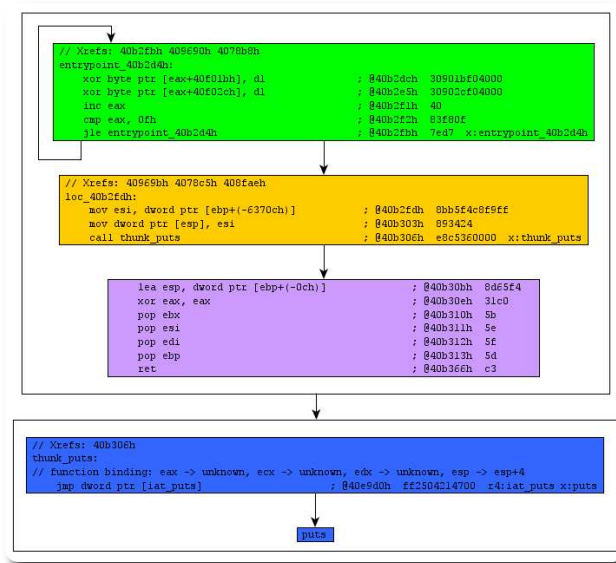 // Xrefs: 40b2fbh 409690h 4078b8h
entrypoint_40b2d4h:
xor byte ptr [eax+40f01bh], dl ; @40b2dch 30901bf04000
xor byte ptr [eax+40f02ch], dl ; @40b2e5h 30902cf04000
inc eax ; @40b2f1h 40
cmp eax, 0fh ; @40b2f2h 83f80f
jle entrypoint_40b2d4h ; @40b2fbh 7ed7 x:entrypoint_40b2d4h
// Xrefs: 40969bh 4078c5h 408faeh
loc_40b2fdh:
mov esi, dword ptr [ebp+(-6370ch)] ; @40b2fdh 8bb5f4c8f9ff
mov dword ptr [esp], esi ; @40b303h 893424
call thunk_puts ; @40b306h e8c5360000 x:thunk_puts
lea esp, dword ptr [ebp+(-0ch)] ; @40b30bh 8d65f4
xor eax, eax ; @40b30eh 31c0
pop ebx ; @40b310h 5b
pop esi ; @40b311h 5e
pop edi ; @40b312h 5f
pop ebp ; @40b313h 5d
ret ; @40b366h c3
// Xrefs: 40b306h
thunk_puts:
// function binding: eax -> unknown, ecx -> unknown, edx -> unknown, esp -> esp+4
jmp dword ptr [iat_puts] ; @40e9d0h ff2504214700 r4:iat_puts x:puts
puts